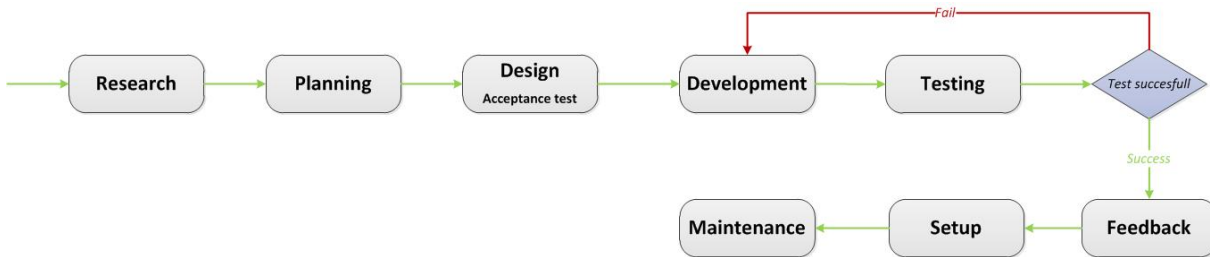 Fail
Research
Planning
Design
Acceptance test
Development
Testing
Test succesfull
Success
Maintenance
Setup
Feedback